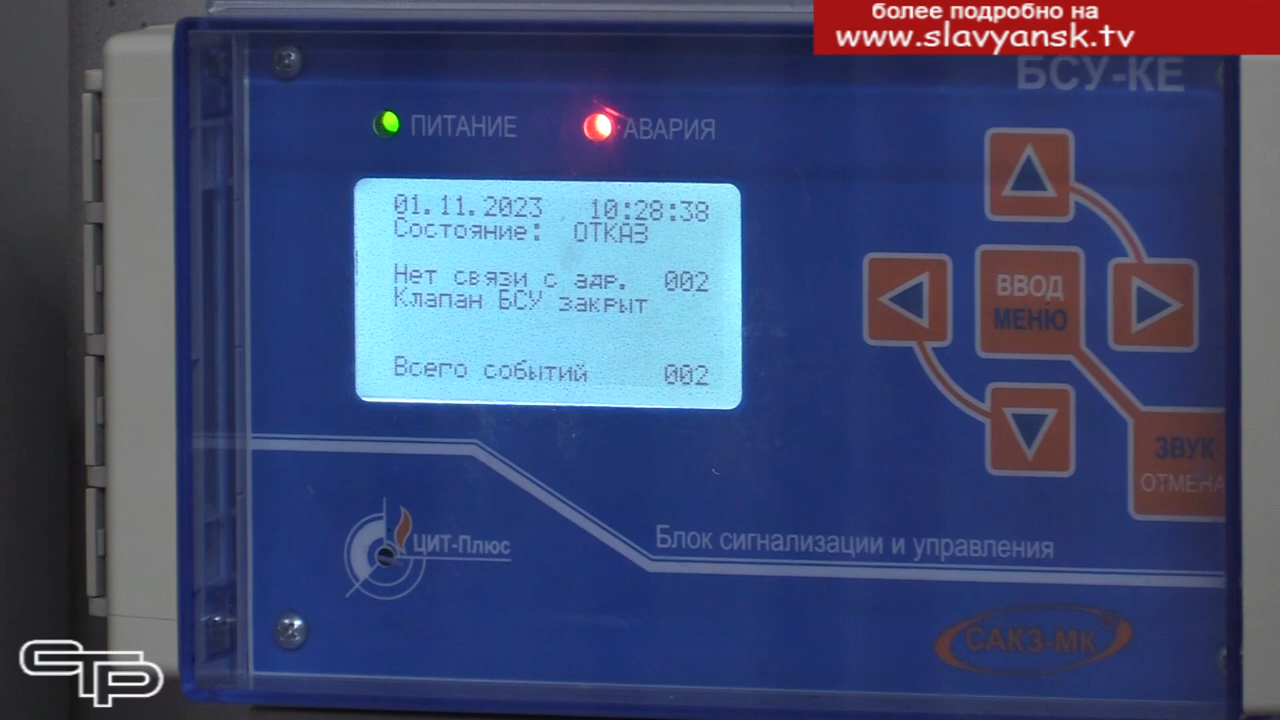 более подробно на
www.slavyansk.tv
БСУ-КЕ
ПИТАНИЕ АВАРИЯ
01.11.2023 10:28:38
Состояние: ОТКАЗ
Нет связи с адр. 002
Клапан БСУ закрыт
Всего событий 002
ВВОД
МЕНЮ
ЗВУК
ОТМЕНА
ЦИТ-Плюс
Блок сигнализации и управления
САКЗ-МК
СТР